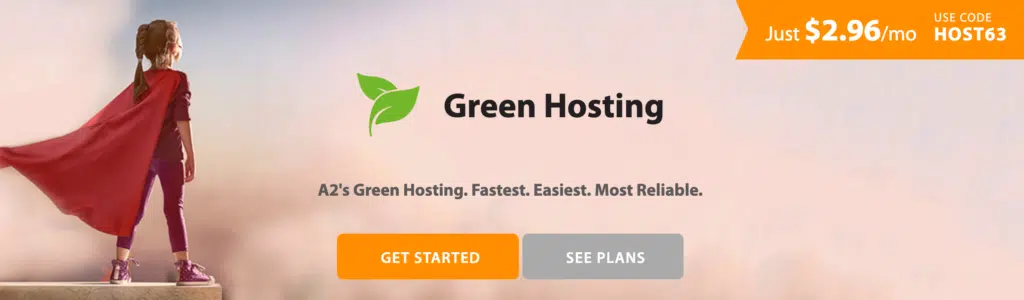 Just $2.96/mo
USE CODE
HOST63
Green Hosting
A2's Green Hosting. Fastest. Easiest. Most Reliable.
GET STARTED
SEE PLANS